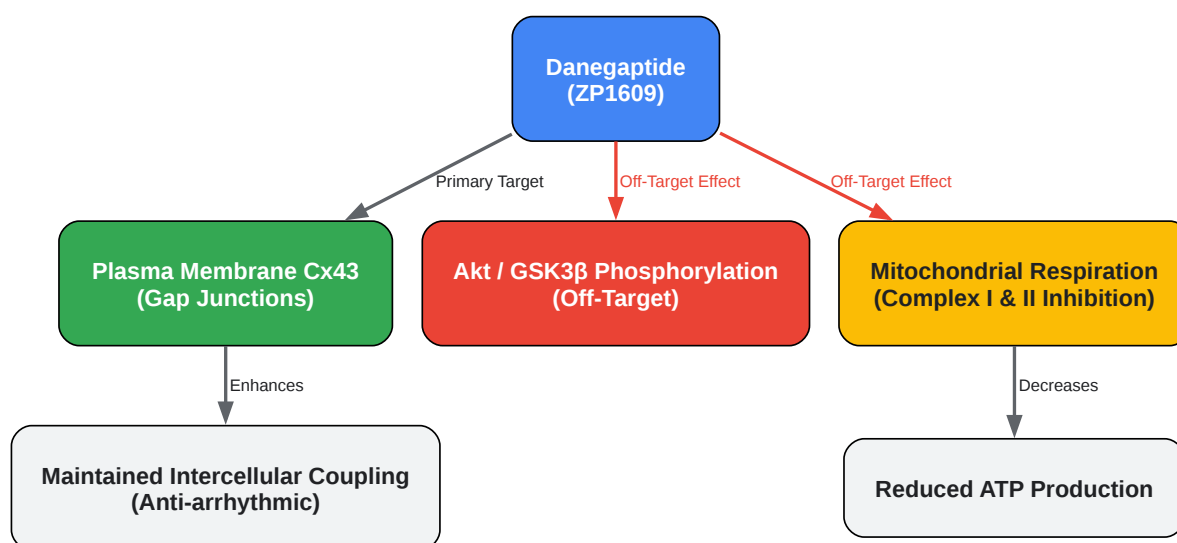 Danegaptide
(ZP1609)
Primary Target
Off-Target Effect
Off-Target Effect
Plasma Membrane Cx43
(Gap Junctions)
Akt / GSK3β Phosphorylation
(Off-Target)
Mitochondrial Respiration
(Complex I & II Inhibition)
Enhances
Decreases
Maintained Intercellular Coupling
(Anti-arrhythmic)
Reduced ATP Production